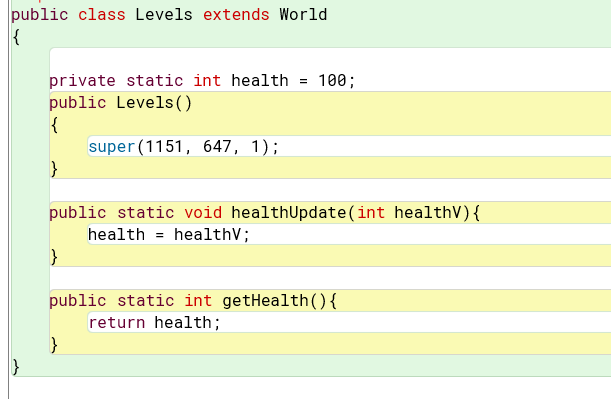 public class Levels extends World
{
    private static int health = 100;
    public Levels()
    {
        super(1151, 647, 1);
    }
    public static void healthUpdate(int healthV){
        health = healthV;
    }
    public static int getHealth(){
        return health;
    }
}